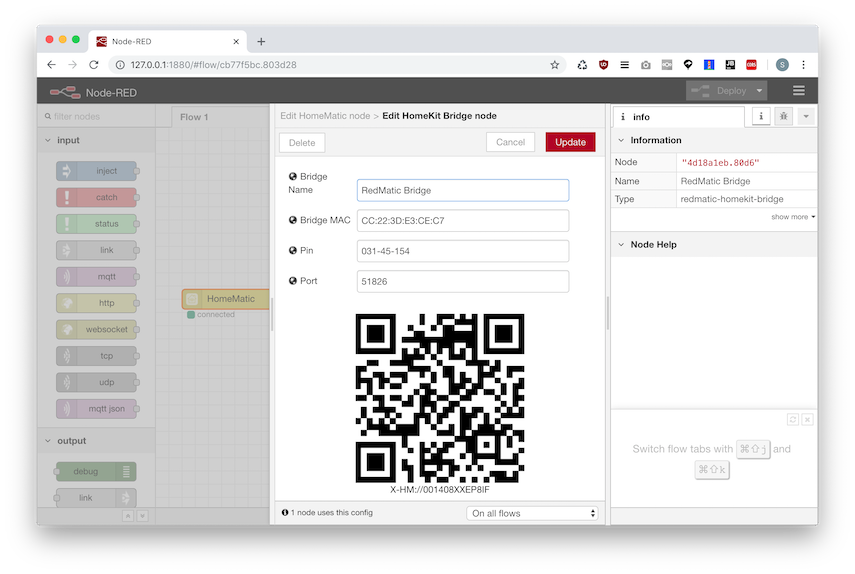 Node-RED
127.0.0.1:1880/#flow/cb77f5bc.803d28
S
Node-RED
Deploy
filter nodes
input
inject
catch
status
link
mqtt
http
websocket
tcp
udp
mqtt json
output
debug
link
Flow 1
HomeMatic
connected
Edit HomeMatic node > Edit HomeKit Bridge node
Delete
Cancel
Update
Bridge Name
RedMatic Bridge
Bridge MAC
CC:22:3D:E3:CE:C7
Pin
031-45-154
Port
51826
X-HM://001408XXEP8IF
1 node uses this config
On all flows
i info
i
Information
Node "4d18a1eb.80d6"
Name RedMatic Bridge
Type redmatic-homekit-bridge
show more
Node Help
Switch flow tabs with ⌘⇧j and
⌘⇧k